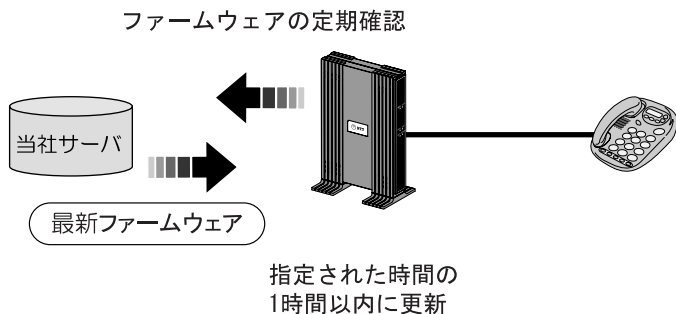 ファームウェアの定期確認
当社サーバ
NTT
最新ファームウェア
指定された時間の
1時間以内に更新